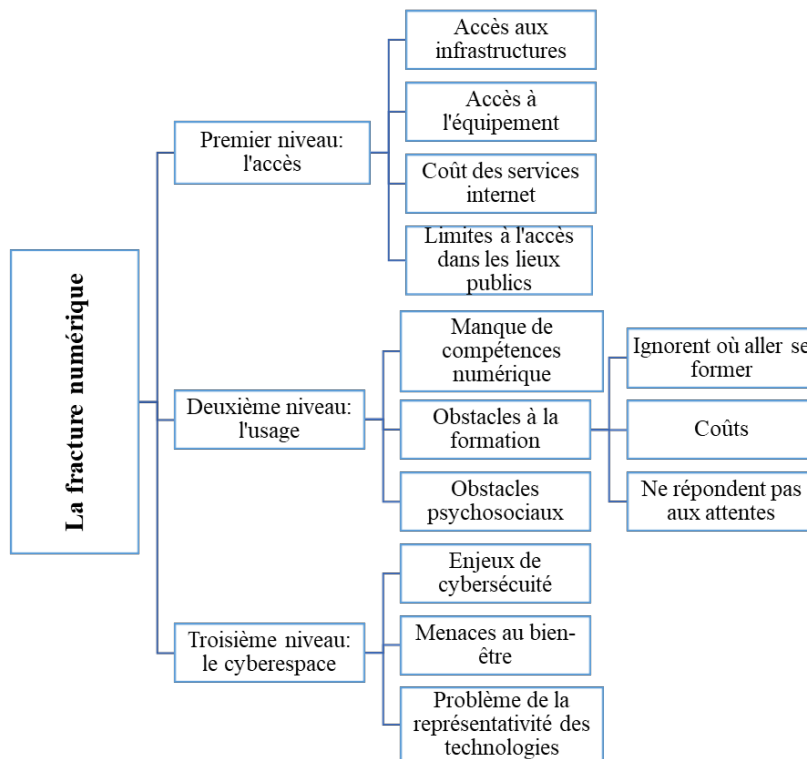 La fracture numérique
Premier niveau:
l'accès
Accès aux
infrastructures
Accès à
l'équipement
Coût des services
internet
Limites à l'accès
dans les lieux
publics
Deuxième niveau:
l'usage
Manque de
compétences
numérique
Obstacles à la
formation
Ignorent où aller se
former
Coûts
Ne répondent pas
aux attentes
Obstacles
psychosociaux
Troisième niveau:
le cyberespace
Enjeux de
cybersécuité
Menaces au bien-
être
Problème de la
représentativité des
technologies